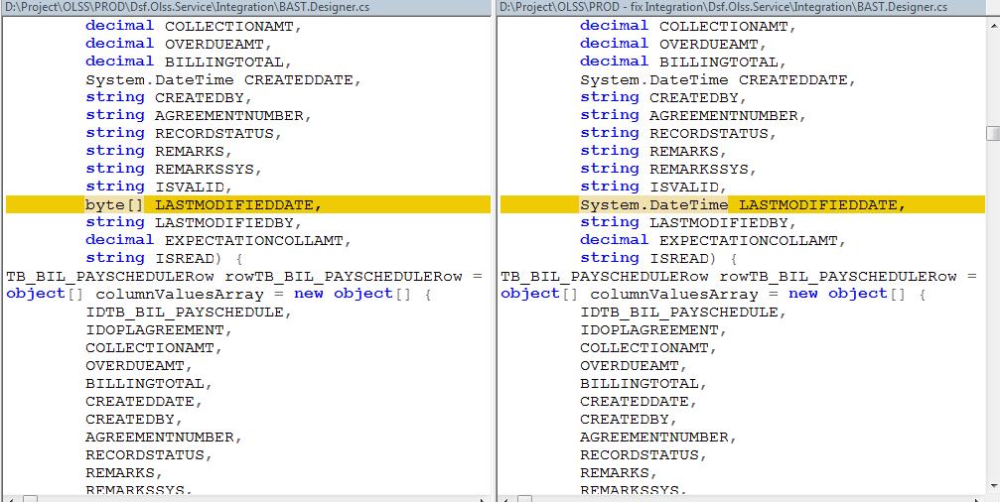 D:\Project\OLSS\PROD\Dsf.Olss.Service\Integration\BAST.Designer.cs
decimal COLLECTIONAMT,
decimal OVERDUEAMT,
decimal BILLINGTOTAL,
System.DateTime CREATEDDATE,
string CREATEDBY,
string AGREEMENTNUMBER,
string RECORDSTATUS,
string REMARKS,
string REMARKSSYS,
string ISVALID,
byte[] LASTMODIFIEDDATE,
string LASTMODIFIEDBY,
decimal EXPECTATIONCOLLAMT,
string ISREAD) {
TB_BIL_PAYSCHEDULERow rowTB_BIL_PAYSCHEDULERow =
object[] columnValuesArray = new object[] {
IDTB_BIL_PAYSCHEDULE,
IDOPLAGREEMENT,
COLLECTIONAMT,
OVERDUEAMT,
BILLINGTOTAL,
CREATEDDATE,
CREATEDBY,
AGREEMENTNUMBER,
RECORDSTATUS,
REMARKS,
REMARKSSYS,
D:\Project\OLSS\PROD - fix Integration\Dsf.Olss.Service\Integration\BAST.Designer.cs
decimal COLLECTIONAMT,
decimal OVERDUEAMT,
decimal BILLINGTOTAL,
System.DateTime CREATEDDATE,
string CREATEDBY,
string AGREEMENTNUMBER,
string RECORDSTATUS,
string REMARKS,
string REMARKSSYS,
string ISVALID,
System.DateTime LASTMODIFIEDDATE,
string LASTMODIFIEDBY,
decimal EXPECTATIONCOLLAMT,
string ISREAD) {
TB_BIL_PAYSCHEDULERow rowTB_BIL_PAYSCHEDULERow =
object[] columnValuesArray = new object[] {
IDTB_BIL_PAYSCHEDULE,
IDOPLAGREEMENT,
COLLECTIONAMT,
OVERDUEAMT,
BILLINGTOTAL,
CREATEDDATE,
CREATEDBY,
AGREEMENTNUMBER,
RECORDSTATUS,
REMARKS,
REMARKSSYS,